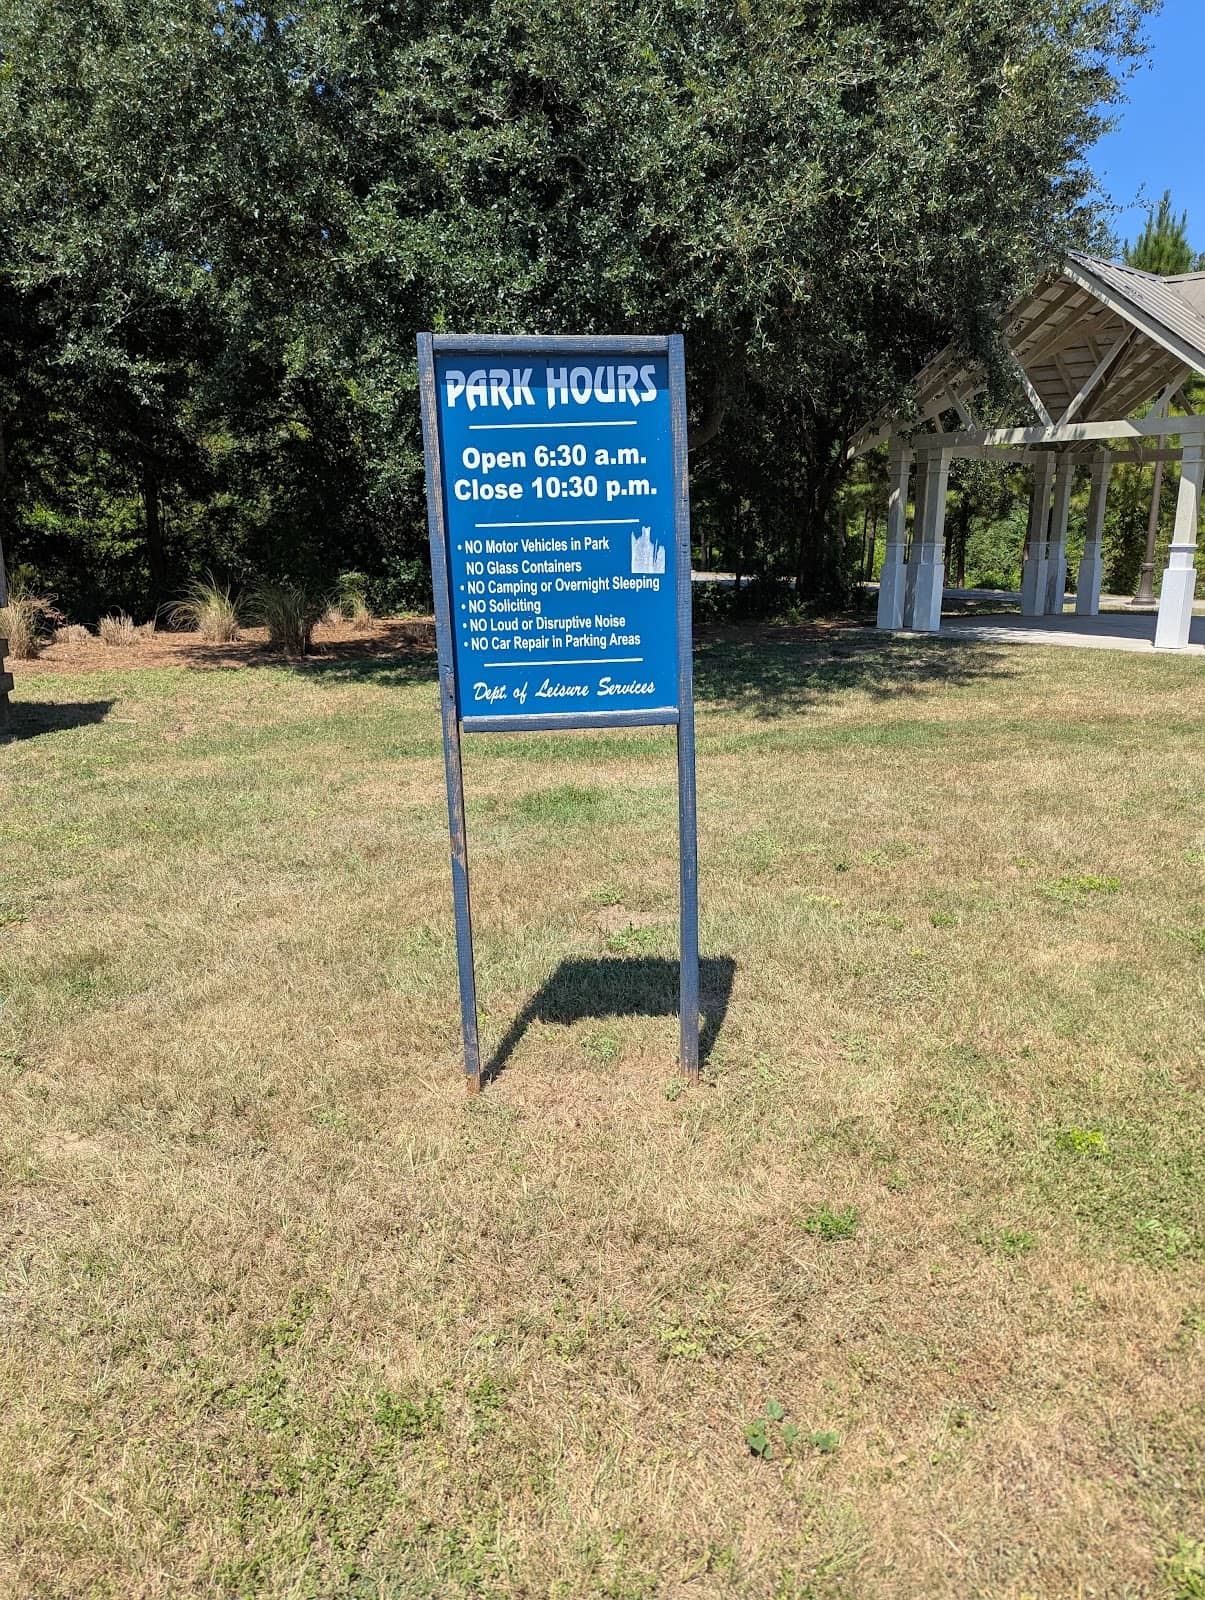 PARK HOURS
Open 6:30 a.m.
Close 10:30 p.m.
• NO Motor Vehicles in Park
NO Glass Containers
• NO Camping or Overnight Sleeping
• NO Soliciting
• NO Loud or Disruptive Noise
• NO Car Repair in Parking Areas
Dept. of Leisure Services